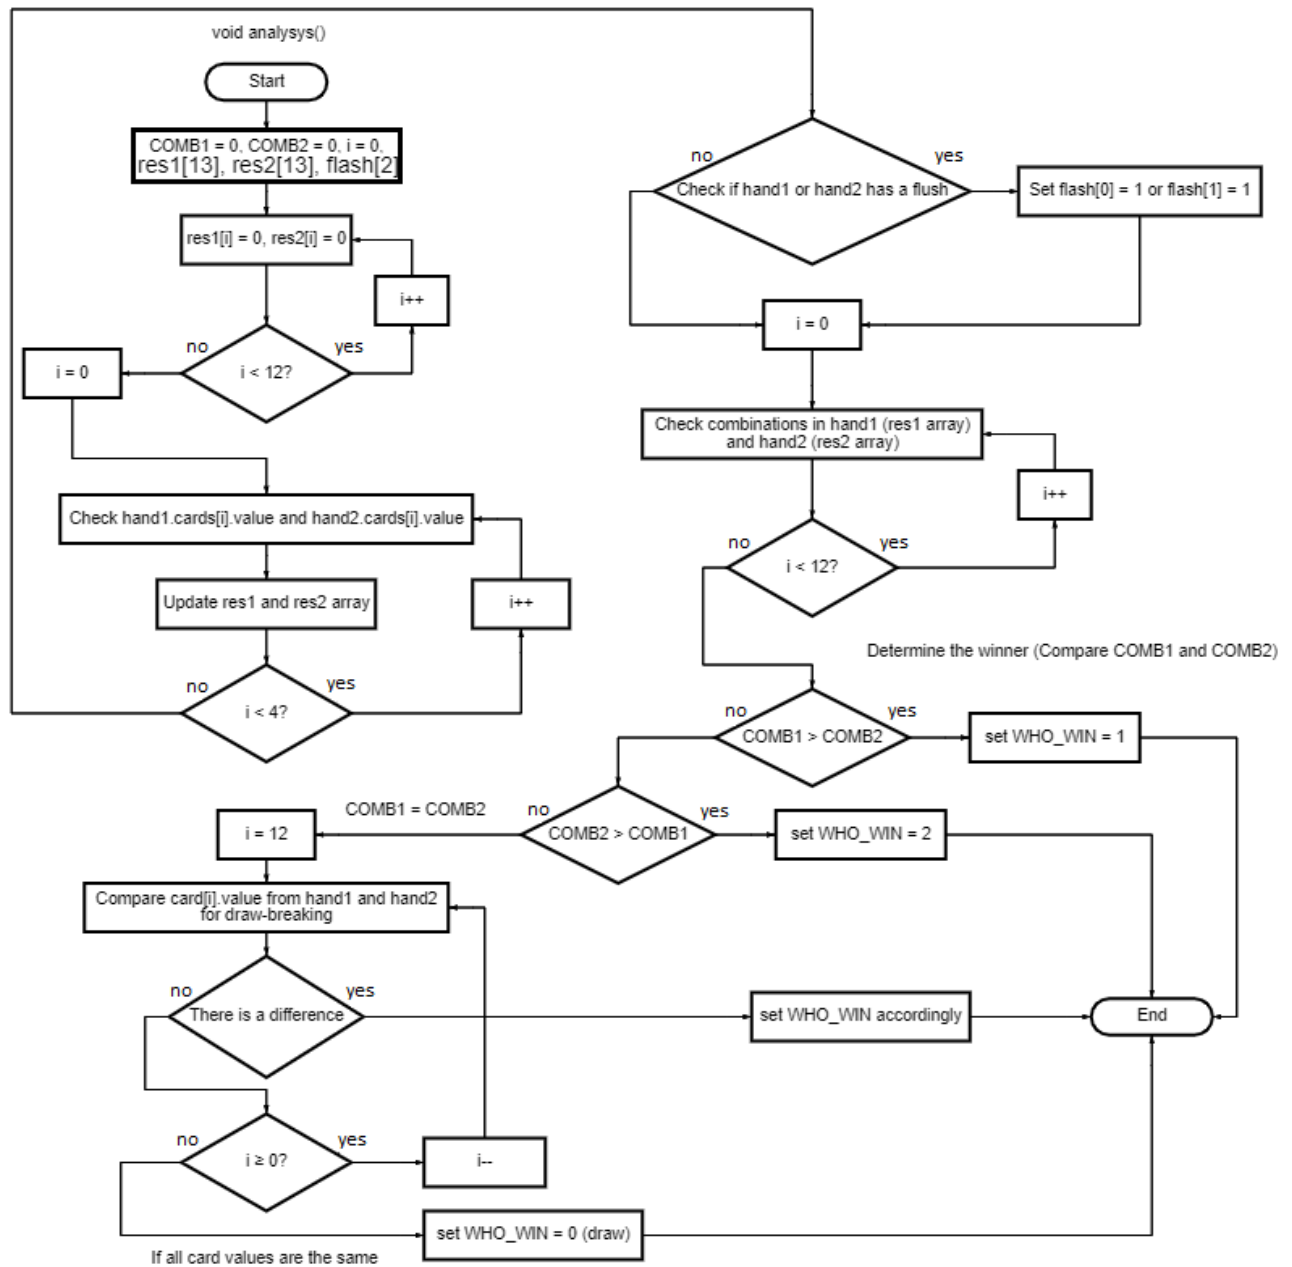 void analysys()
Start
COMB1 = 0, COMB2 = 0, i = 0,
res1[13], res2[13], flash[2]
res1[i] = 0, res2[i] = 0
i++
no
yes
i < 12?
i = 0
Check hand1.cards[i].value and hand2.cards[i].value
Update res1 and res2 array
i++
no
yes
i < 4?
no
yes
Check if hand1 or hand2 has a flush
Set flash[0] = 1 or flash[1] = 1
i = 0
Check combinations in hand1 (res1 array)
and hand2 (res2 array)
i++
no
yes
i < 12?
Determine the winner (Compare COMB1 and COMB2)
no
yes
COMB1 > COMB2
set WHO_WIN = 1
no
yes
COMB2 > COMB1
set WHO_WIN = 2
COMB1 = COMB2
i = 12
Compare card[i].value from hand1 and hand2
for draw-breaking
no
yes
There is a difference
set WHO_WIN accordingly
End
no
yes
i ≥ 0?
i--
set WHO_WIN = 0 (draw)
If all card values are the same